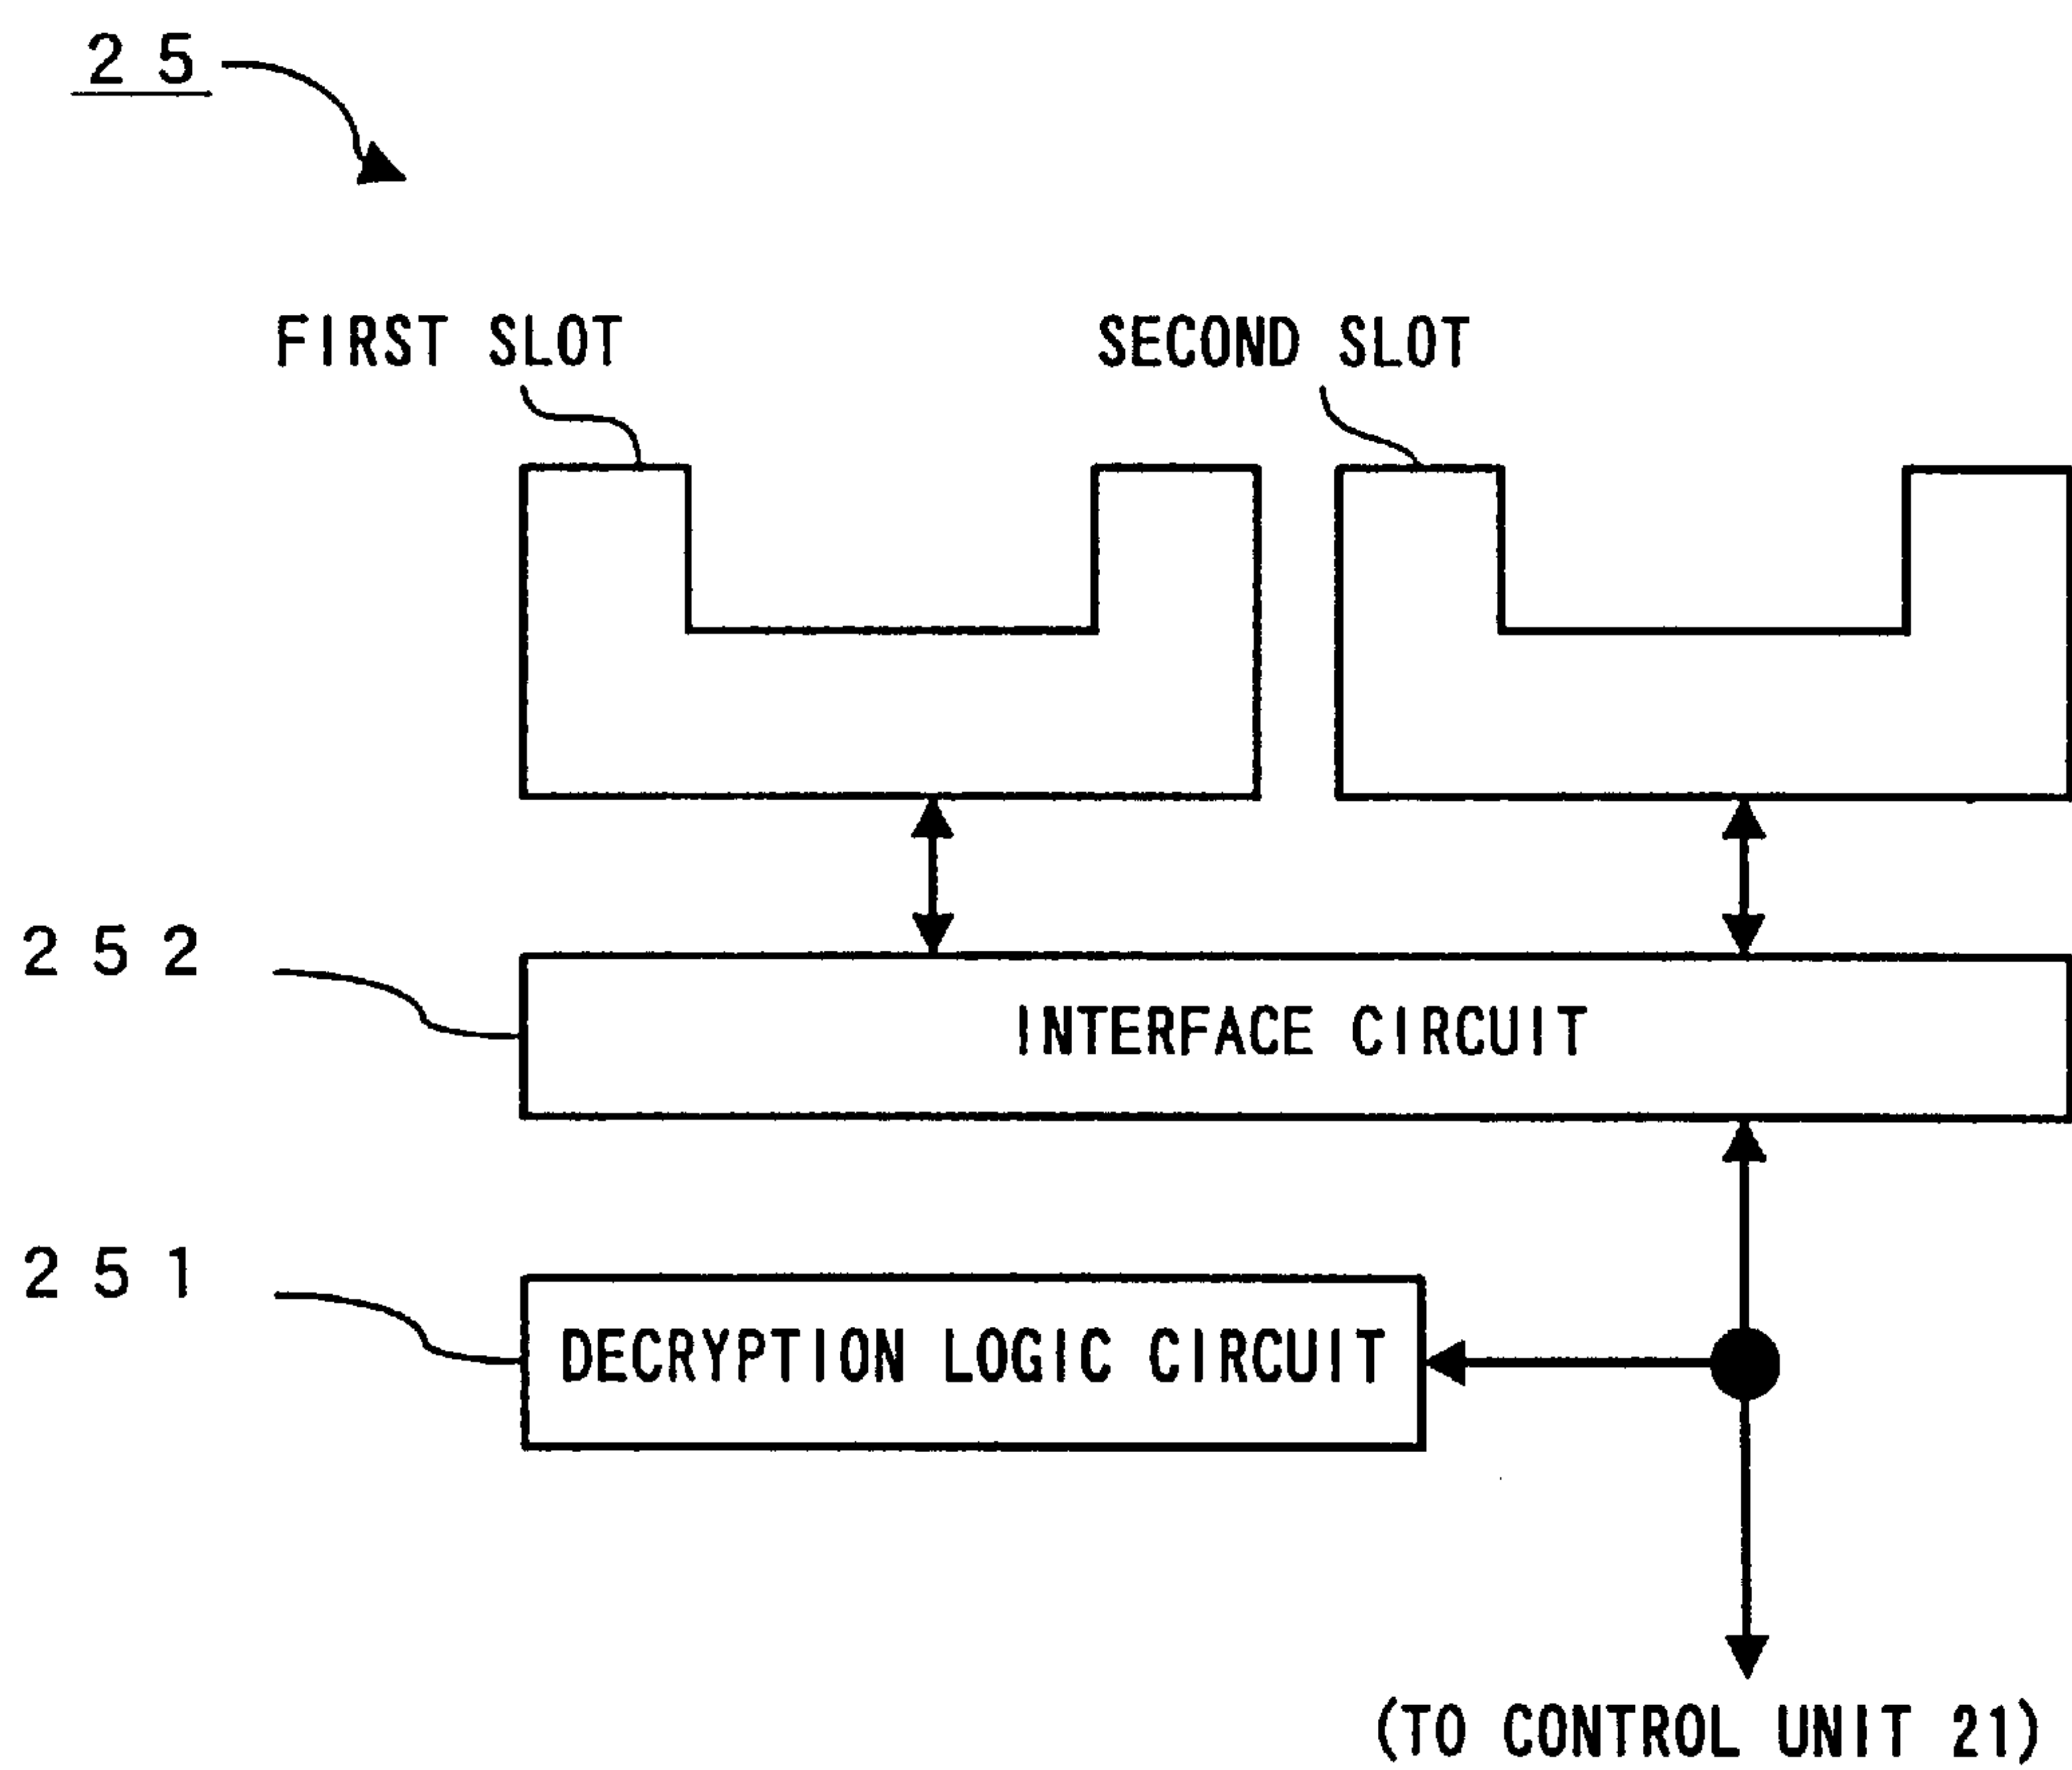 25
FIRST SLOT
SECOND SLOT
252
INTERFACE CIRCUIT
251
DECRYPTION LOGIC CIRCUIT
(TO CONTROL UNIT 21)